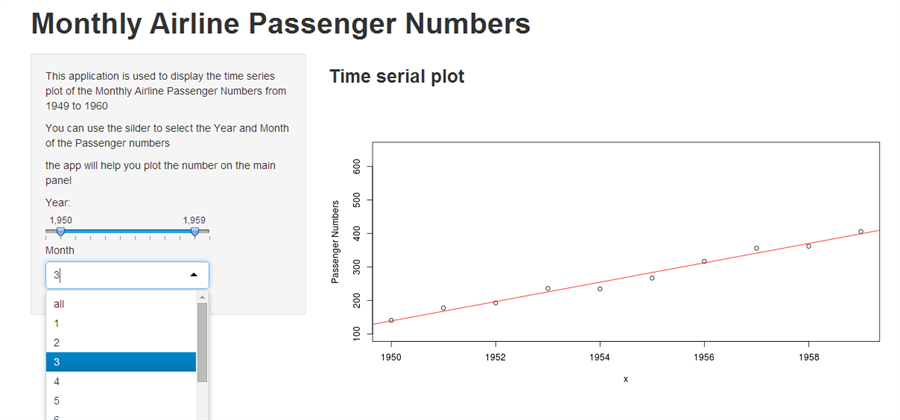 Monthly Airline Passenger Numbers
This application is used to display the time series
plot of the Monthly Airline Passenger Numbers from
1949 to 1960
You can use the silder to select the Year and Month
of the Passenger numbers
the app will help you plot the number on the main
panel
Year:
1,950 1,959
Month
3
all
1
2
3
4
5
6
Time serial plot
Passenger Numbers
600
500
400
300
200
100
1950 1952 1954 1956 1958
x